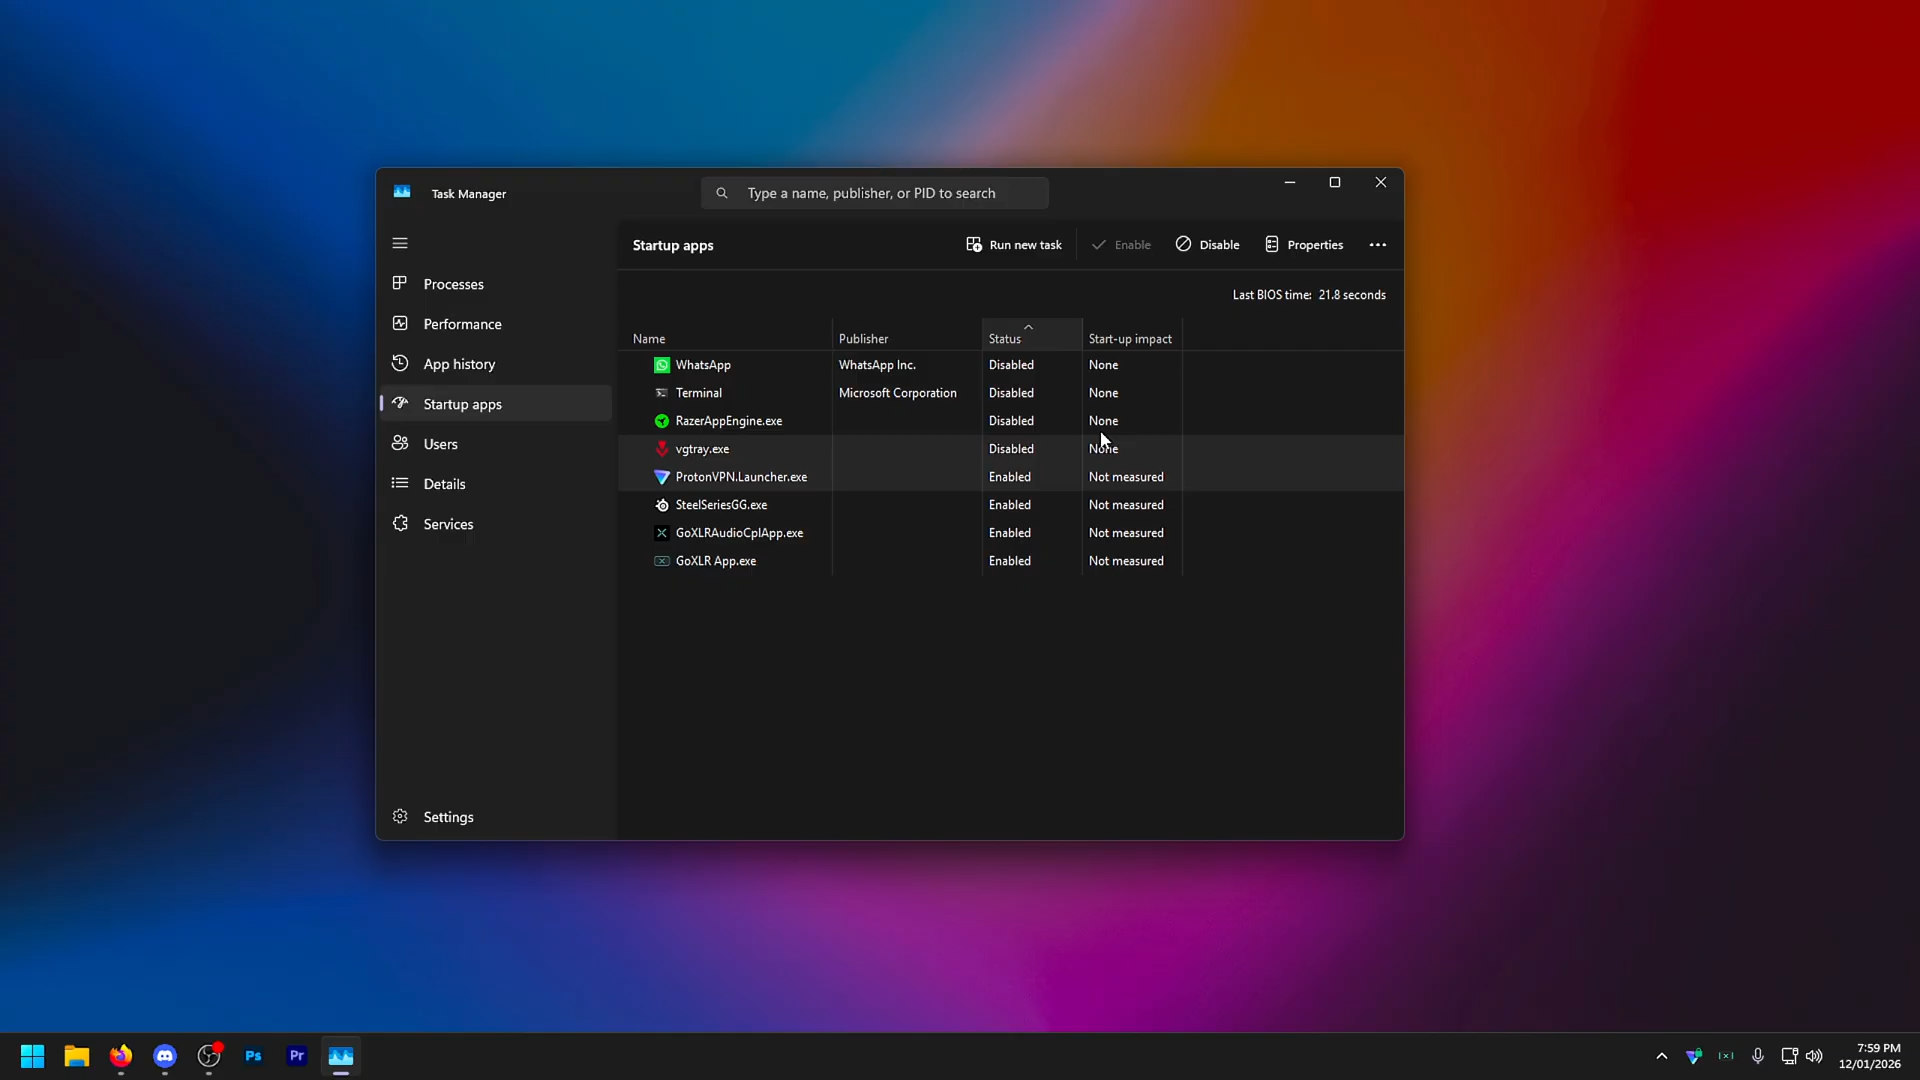 Task Manager
Type a name, publisher, or PID to search
Startup apps
Run new task
Enable
Disable
Properties
Processes
Performance
App history
Startup apps
Users
Details
Services
Settings
Last BIOS time: 21.8 seconds
Name Publisher Status Start-up impact
WhatsApp WhatsApp Inc. Disabled None
Terminal Microsoft Corporation Disabled None
RazerAppEngine.exe Disabled None
vgtray.exe Disabled None
ProtonVPN.Launcher.exe Enabled Not measured
SteelSeriesGG.exe Enabled Not measured
GoXLRAudioCplApp.exe Enabled Not measured
GoXLR App.exe Enabled Not measured
Ps
Pr
7:59 PM
12/01/2026